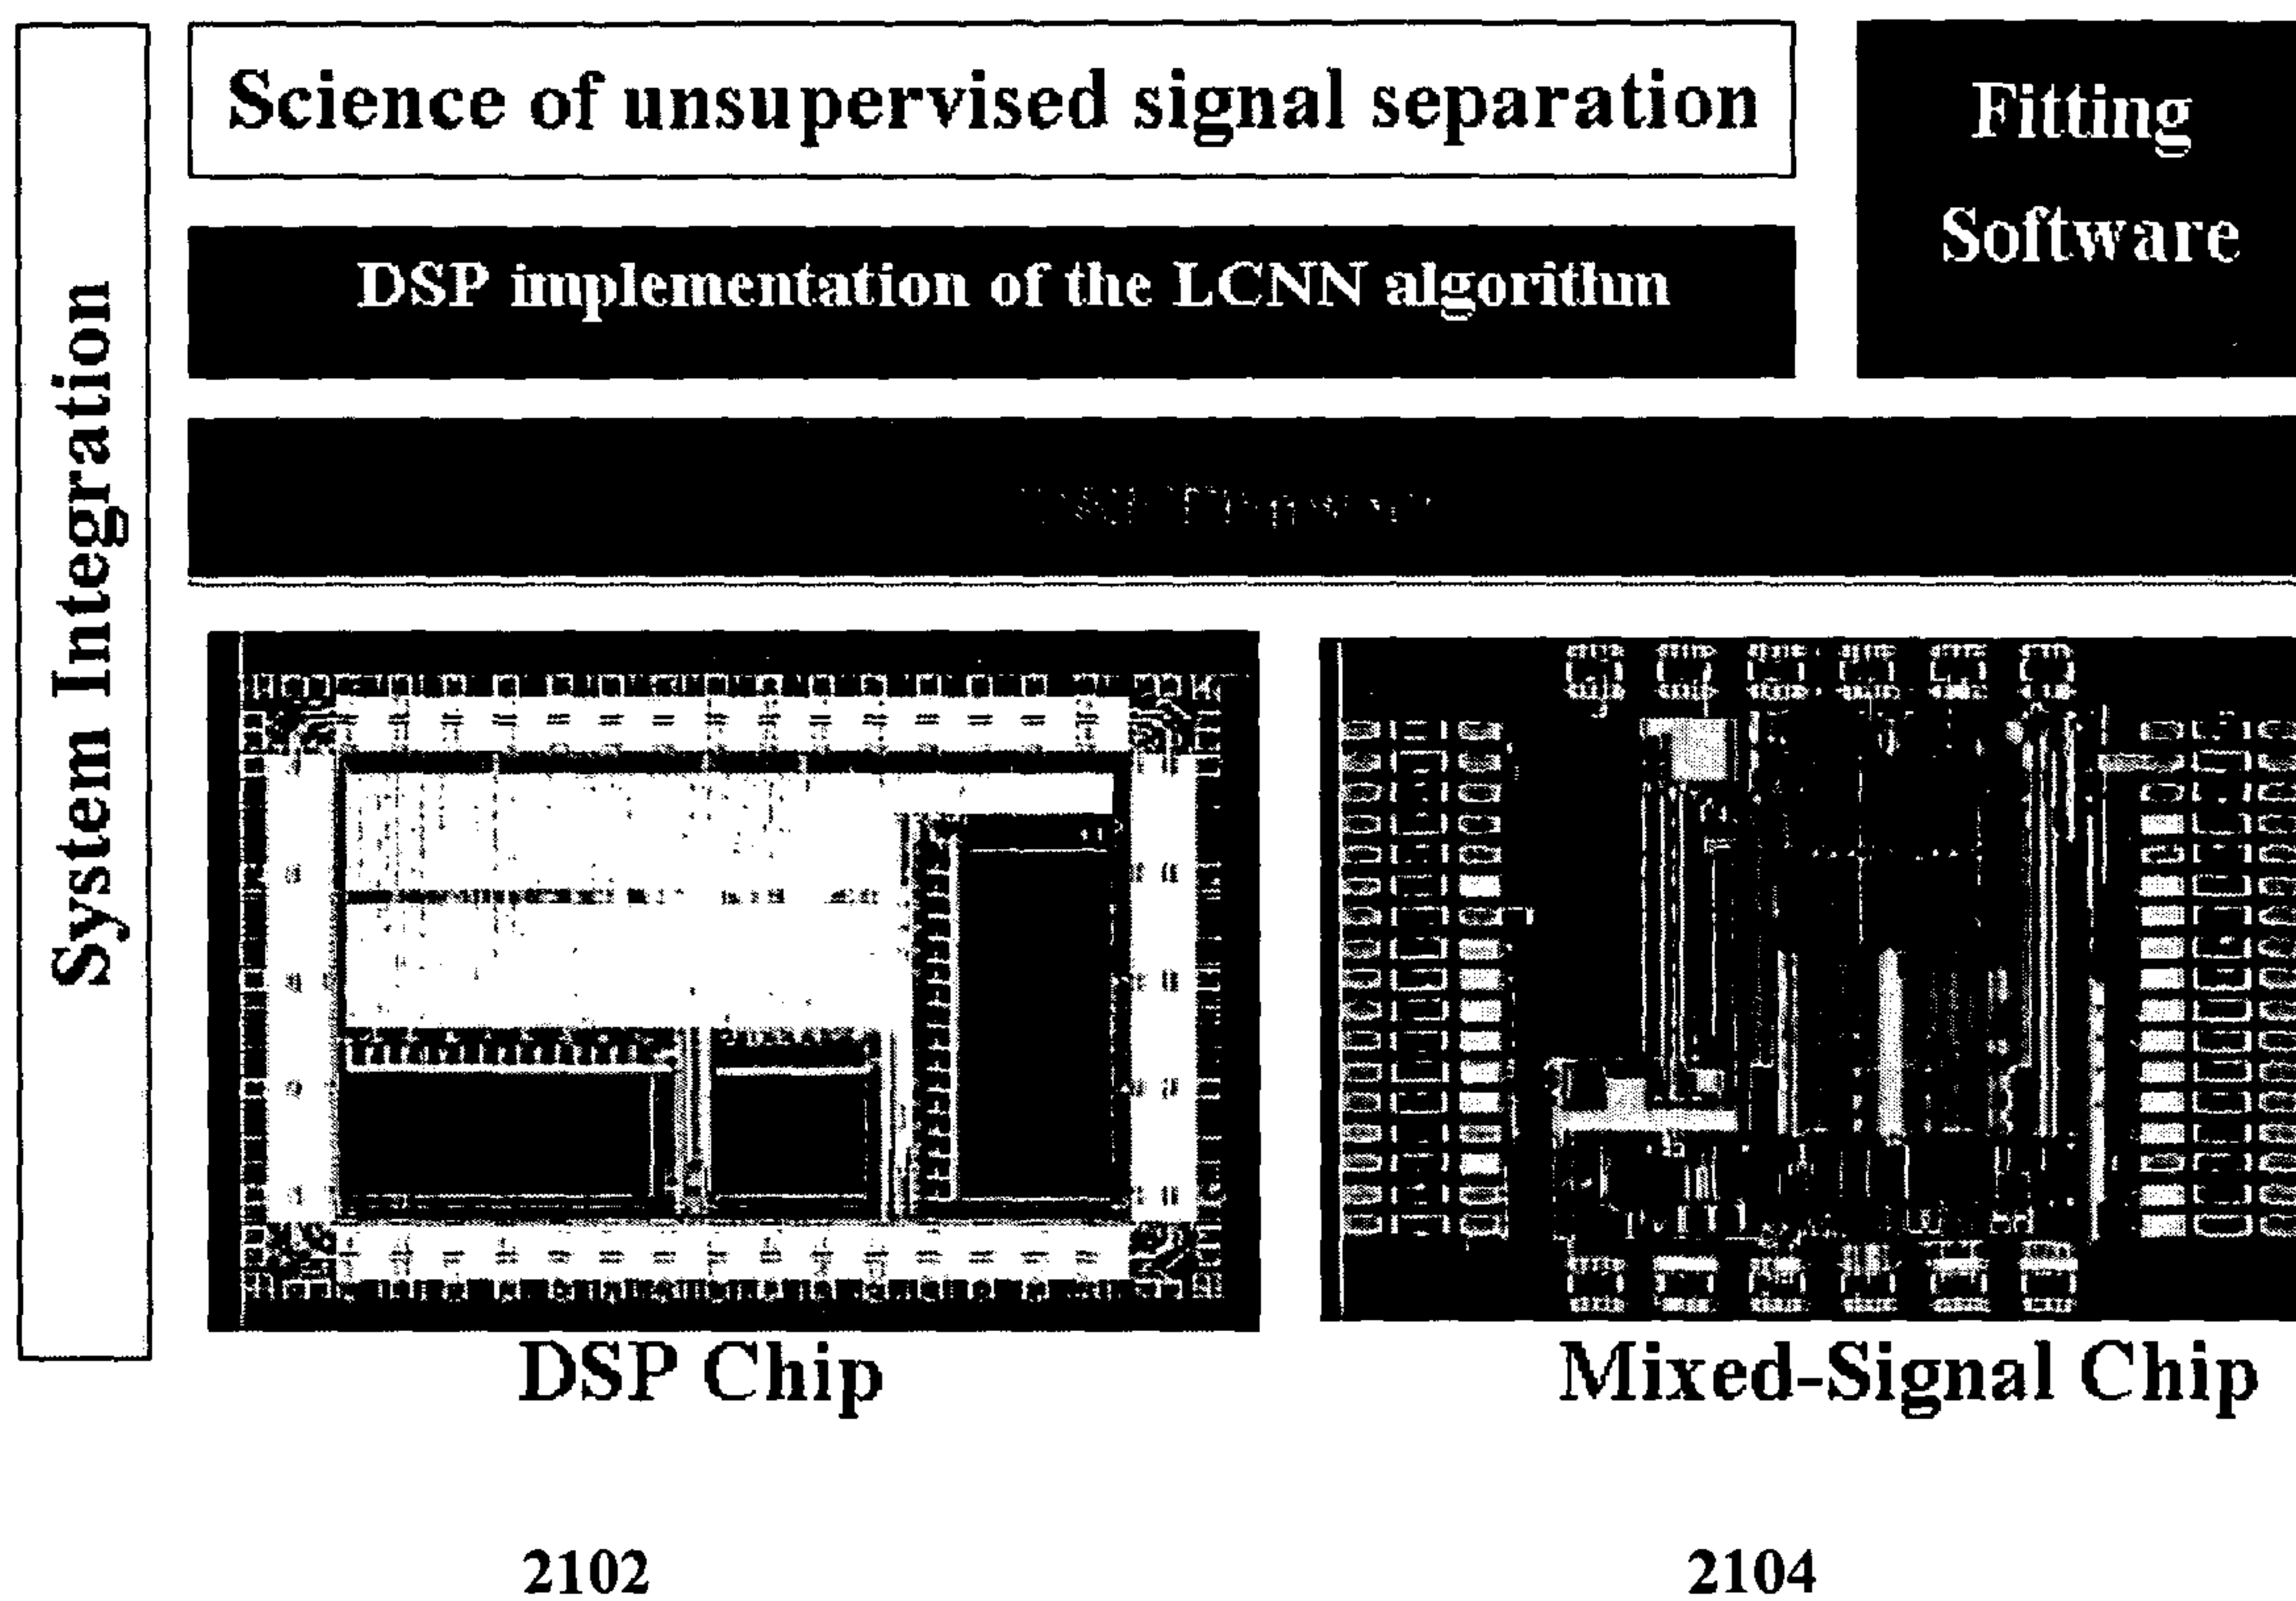 System Integration
Science of unsupervised signal separation
Fitting
Software
DSP implementation of the LCNN algorithm
DSP
DSP Chip
Mixed-Signal Chip
2102
2104